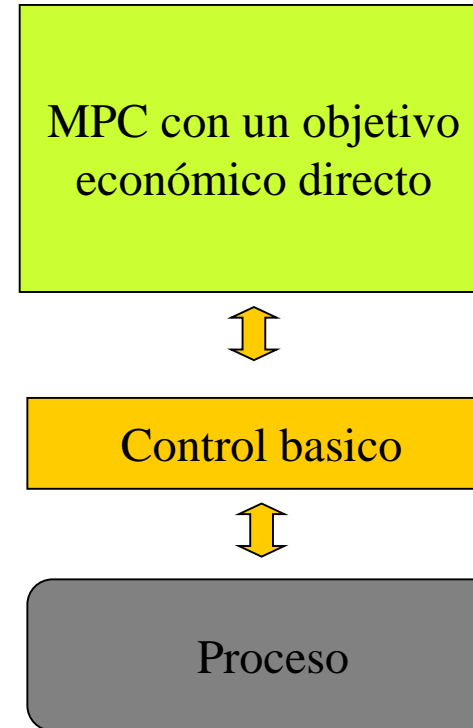 MPC con un objetivo
económico directo
Control basico
Proceso